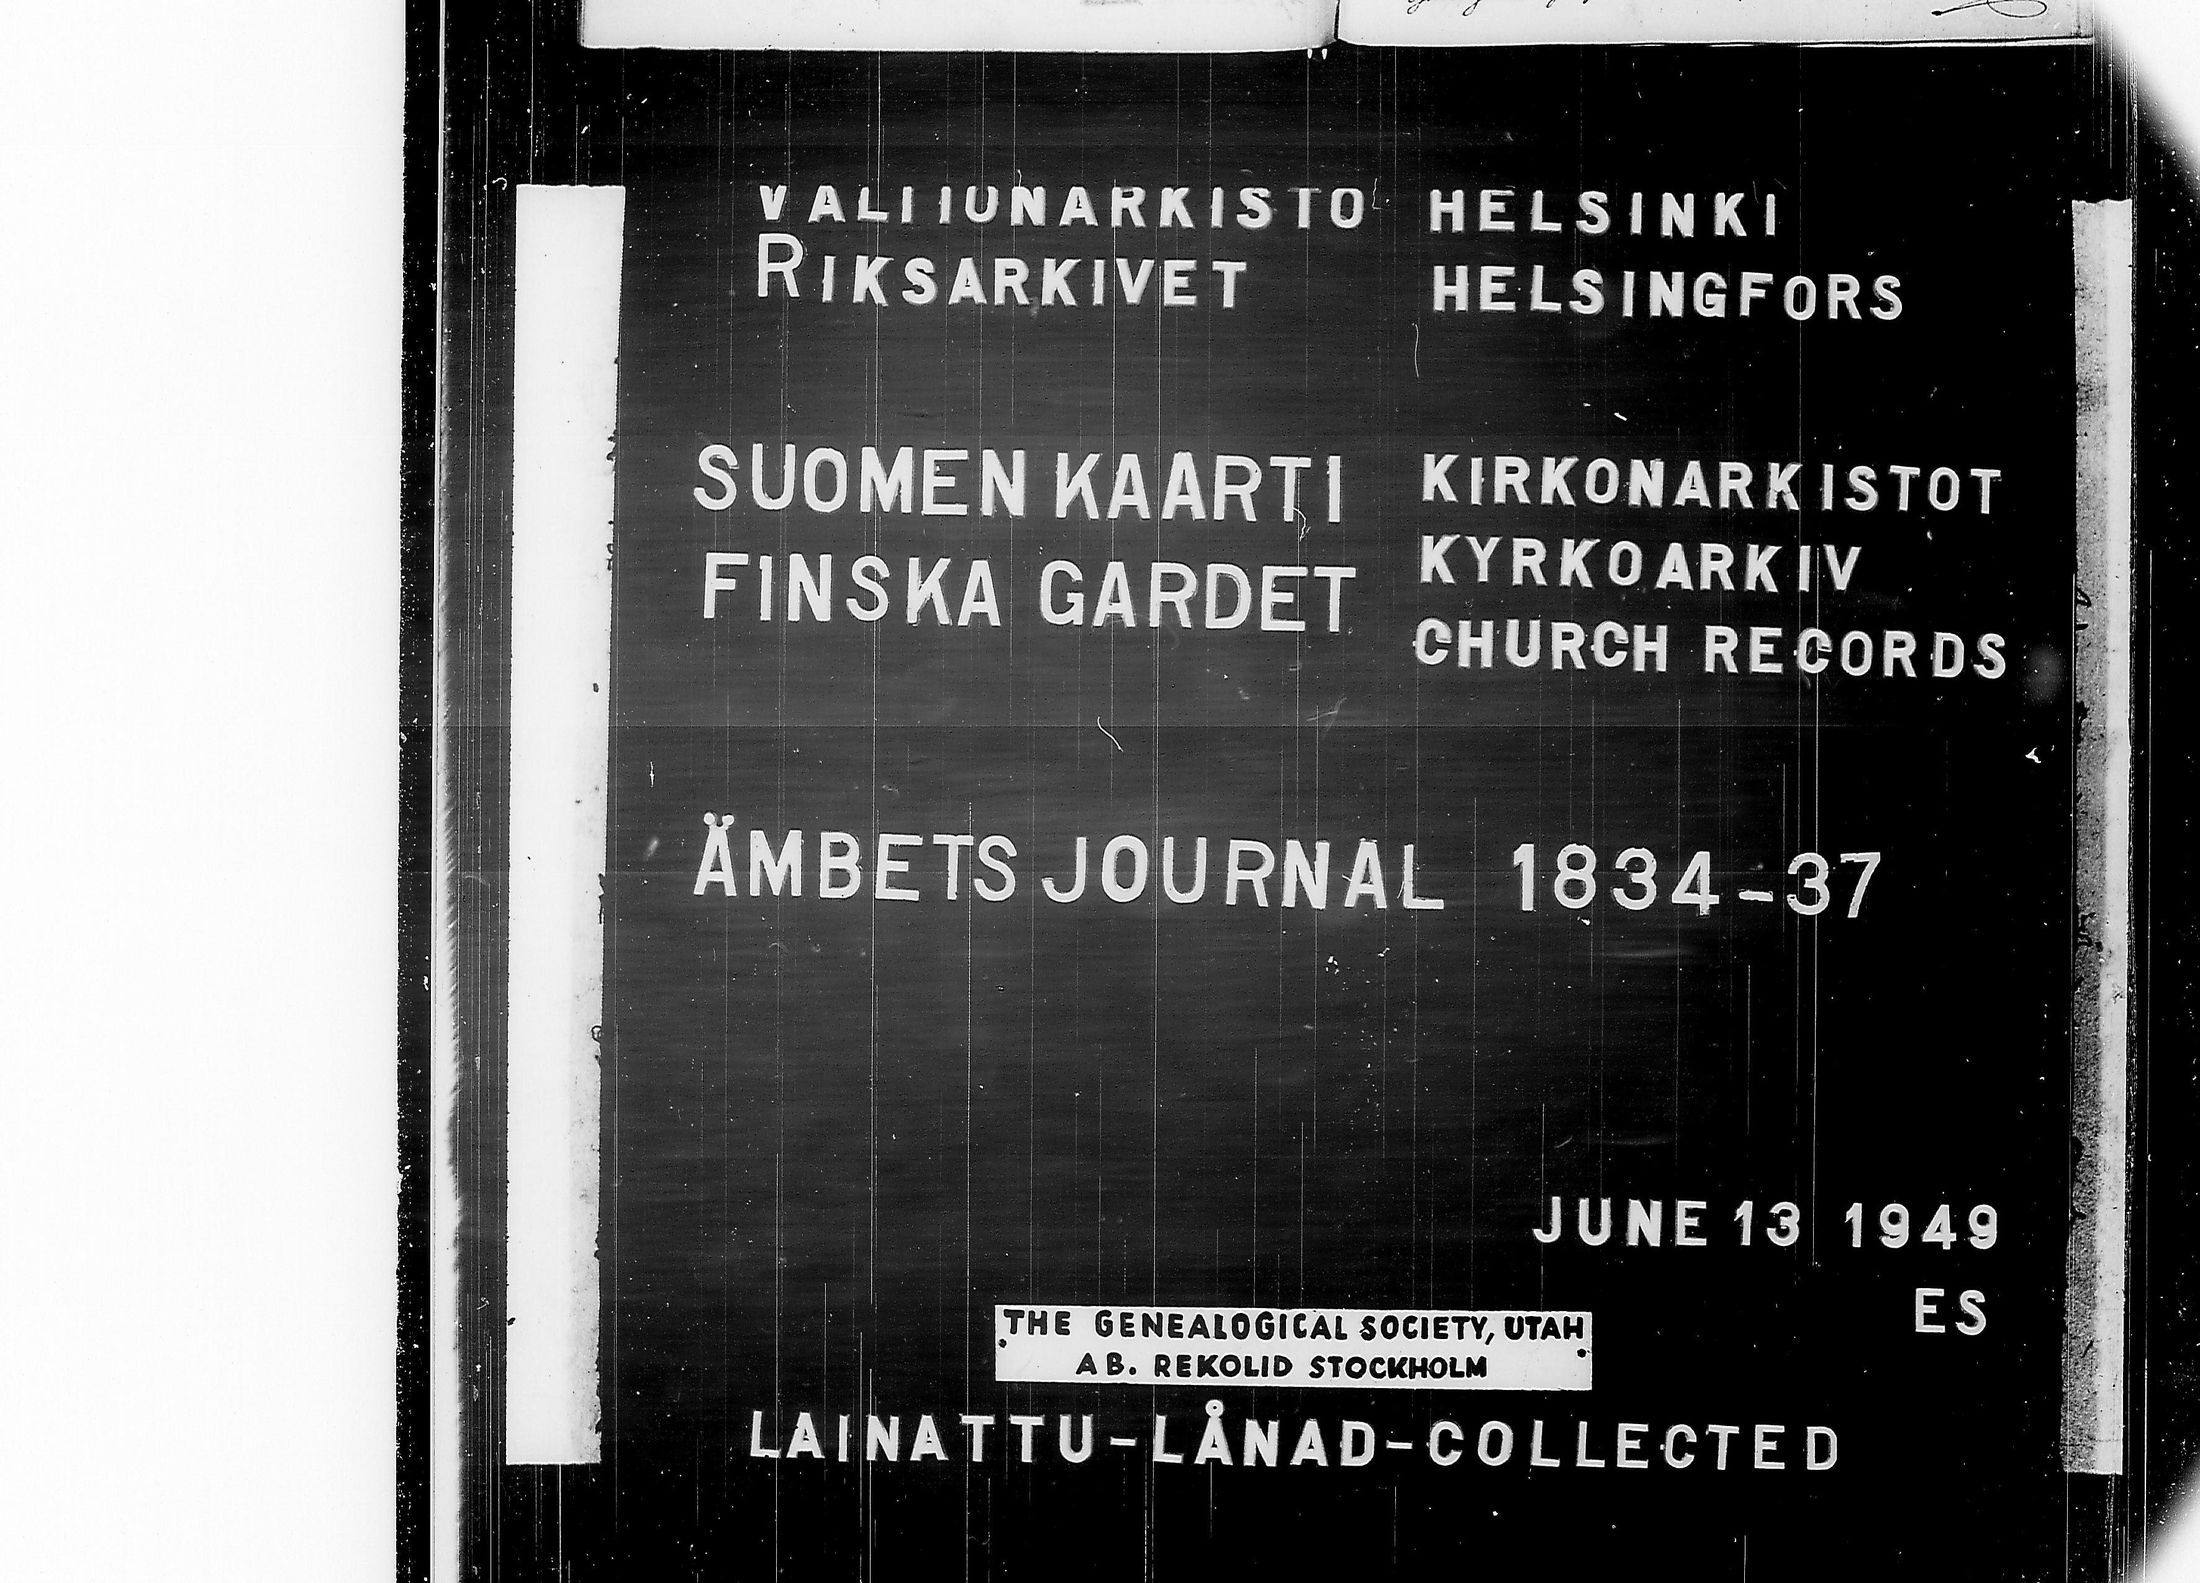 VALTIONARKISTO HELSINKI
RIKSARKIVET HELSINGFORS
SUOMEN KAARTI KIRKONARKISTOT
FINSKA GARDET KYRKOARKIV
CHURCH RECORDS
ÄMBETS JOURNAL 1834-37
JUNE 13 1949
ES
THE GENEALOGICAL SOCIETY, UTAH
AB. REKOLID STOCKHOLM
LAINATTU-LÅNAD-COLLECTED